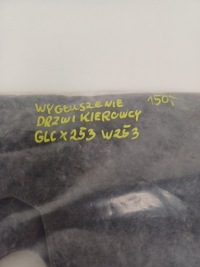 WYGŁUSZENIE 150,-
DRZWI KIEROWCY
GLC X253 W253